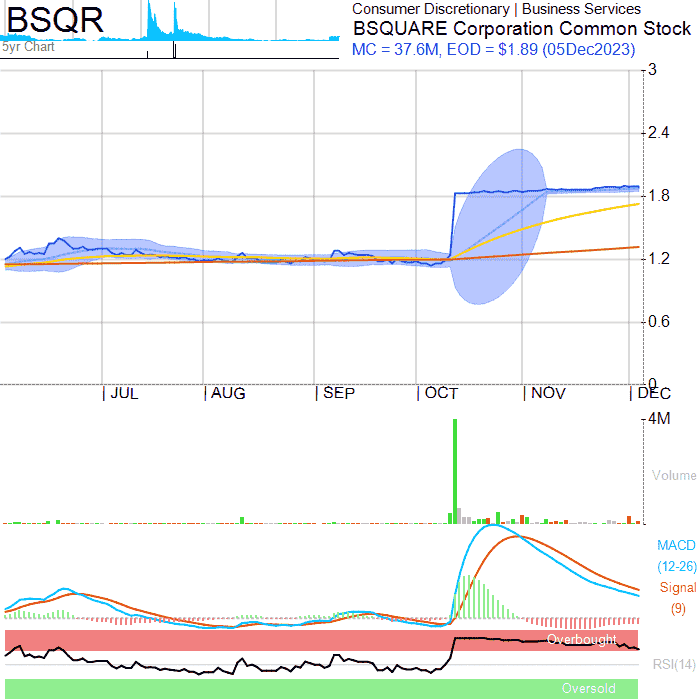 BSQR
5yr Chart
Consumer Discretionary | Business Services
BSQUARE Corporation Common Stock
MC = 37.6M, EOD = $1.89 (05Dec2023)
3
2.4
1.8
1.2
0.6
0
JUL
AUG
SEP
OCT
NOV
DEC
4M
Volume
MACD
(12-26)
Signal
(9)
Overbought
RSI(14)
Oversold